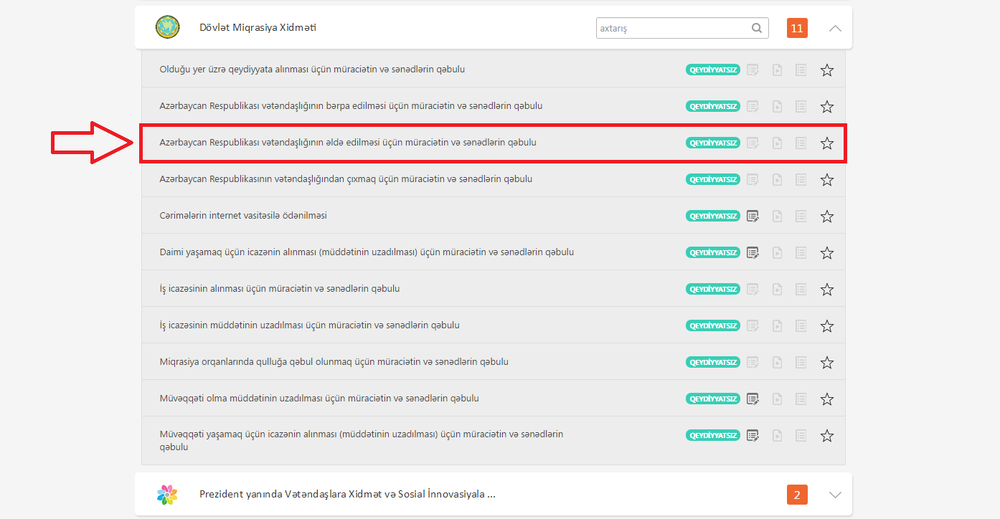 Dövlət Miqrasiya Xidməti
axtarış
11
Olduğu yer üzrə qeydiyyata alınması üçün müraciətin və sənədlərin qəbulu
QEYDİYYATSIZ
Azərbaycan Respublikası vətəndaşlığının bərpa edilməsi üçün müraciətin və sənədlərin qəbulu
QEYDİYYATSIZ
Azərbaycan Respublikası vətəndaşlığının əldə edilməsi üçün müraciətin və sənədlərin qəbulu
QEYDİYYATSIZ
Azərbaycan Respublikasının vətəndaşlığından çıxmaq üçün müraciətin və sənədlərin qəbulu
QEYDİYYATSIZ
Cərimələrin internet vasitəsilə ödənilməsi
QEYDİYYATSIZ
Daimi yaşamaq üçün icazənin alınması (müddətinin uzadılması) üçün müraciətin və sənədlərin qəbulu
QEYDİYYATSIZ
İş icazəsinin alınması üçün müraciətin və sənədlərin qəbulu
QEYDİYYATSIZ
İş icazəsinin müddətinin uzadılması üçün müraciətin və sənədlərin qəbulu
QEYDİYYATSIZ
Miqrasiya orqanlarında qulluğa qəbul olunmaq üçün müraciətin və sənədlərin qəbulu
QEYDİYYATSIZ
Müvəqqəti olma müddətinin uzadılması üçün müraciətin və sənədlərin qəbulu
QEYDİYYATSIZ
Müvəqqəti yaşamaq üçün icazənin alınması (müddətinin uzadılması) üçün müraciətin və sənədlərin
qəbulu
QEYDİYYATSIZ
Prezident yanında Vətəndaşlara Xidmət və Sosial İnnovasiyala ...
2